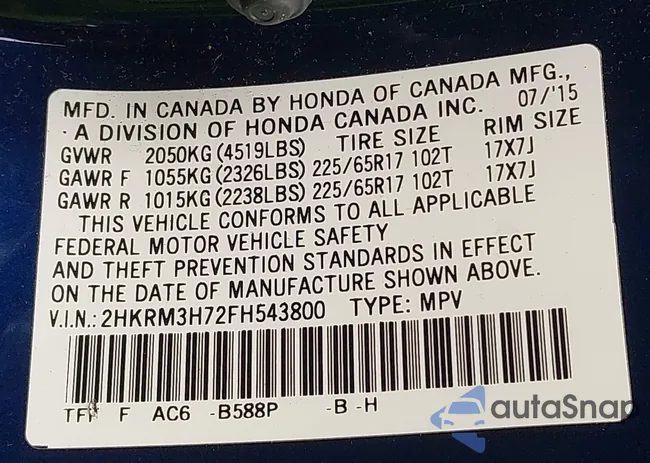 MFD. IN CANADA BY HONDA OF CANADA MFG.,
A DIVISION OF HONDA CANADA INC. 07/'15
GVWR 2050KG (4519LBS) TIRE SIZE RIM SIZE
GAWR F 1055KG (2326LBS) 225/65R17 102T 17X7J
GAWR R 1015KG (2238LBS) 225/65R17 102T 17X7J
THIS VEHICLE CONFORMS TO ALL APPLICABLE
FEDERAL MOTOR VEHICLE SAFETY
AND THEFT PREVENTION STANDARDS IN EFFECT
ON THE DATE OF MANUFACTURE SHOWN ABOVE.
V.I.N.: 2HKRM3H72FH543800 TYPE: MPV
F AC6 -B588P -B -H
autaSnap